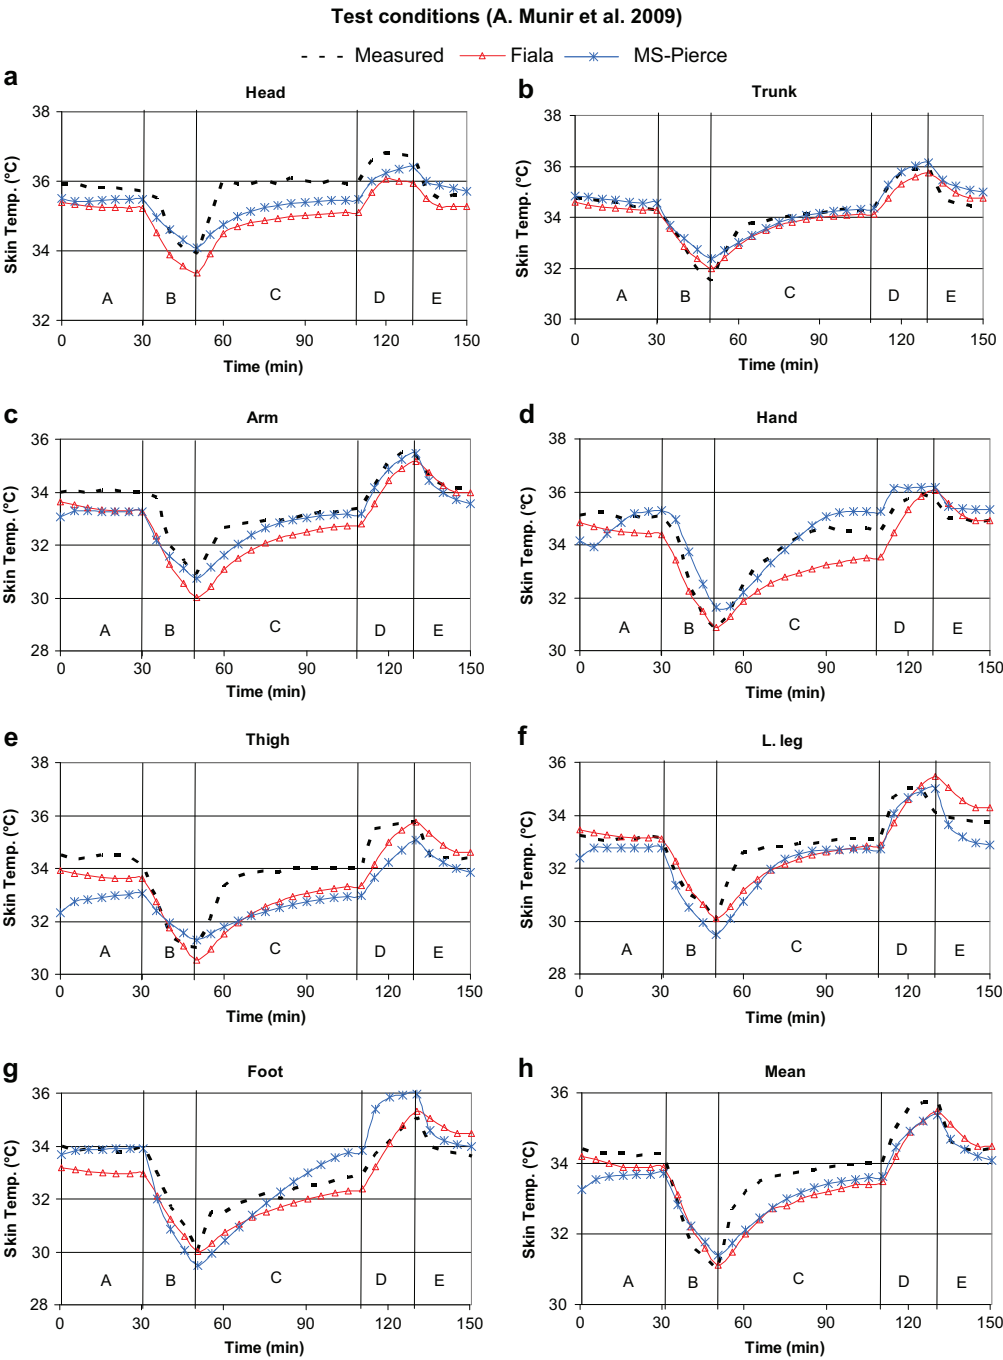 Test conditions (A. Munir et al. 2009)
Measured Fiala MS-Pierce
a
Head
Skin Temp. (°C)
38
36
34
32
A B C D E
0 30 60 90 120 150
Time (min)
b
Trunk
Skin Temp. (°C)
38
36
34
32
30
A B C D E
0 30 60 90 120 150
Time (min)
c
Arm
Skin Temp. (°C)
36
34
32
30
28
A B C D E
0 30 60 90 120 150
Time (min)
d
Hand
Skin Temp. (°C)
38
36
34
32
30
A B C D E
0 30 60 90 120 150
Time (min)
e
Thigh
Skin Temp. (°C)
38
36
34
32
30
A B C D E
0 30 60 90 120 150
Time (min)
f
L. leg
Skin Temp. (°C)
36
34
32
30
28
A B C D E
0 30 60 90 120 150
Time (min)
g
Foot
Skin Temp. (°C)
36
34
32
30
28
A B C D E
0 30 60 90 120 150
Time (min)
h
Mean
Skin Temp. (°C)
36
34
32
30
A B C D E
0 30 60 90 120 150
Time (min)